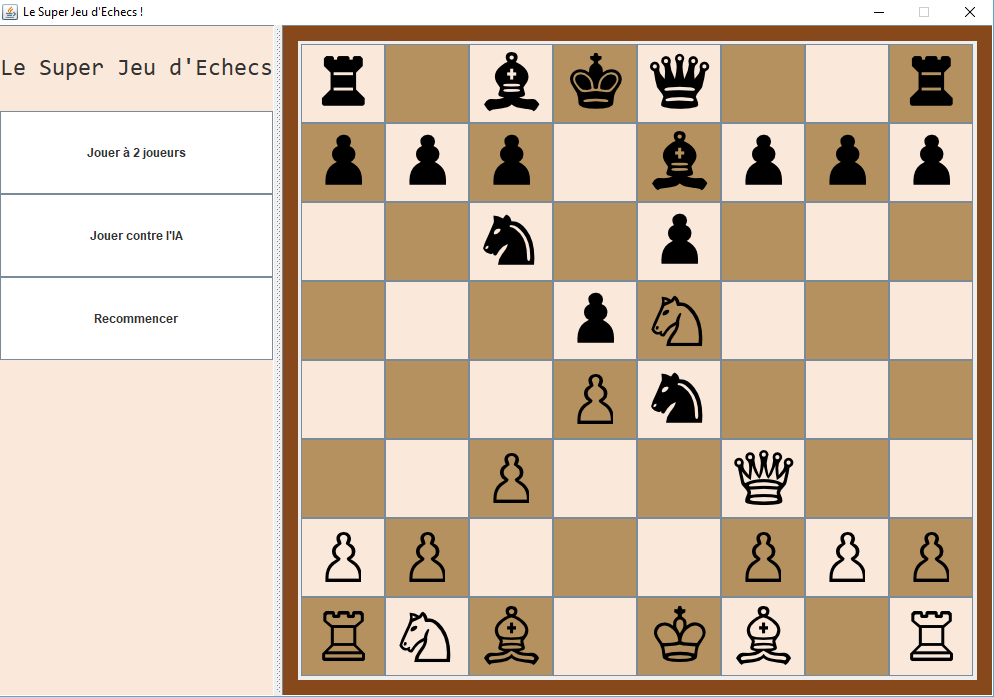 Le Super Jeu d'Echecs !
Le Super Jeu d'Echecs
Jouer à 2 joueurs
Jouer contre l'IA
Recommencer